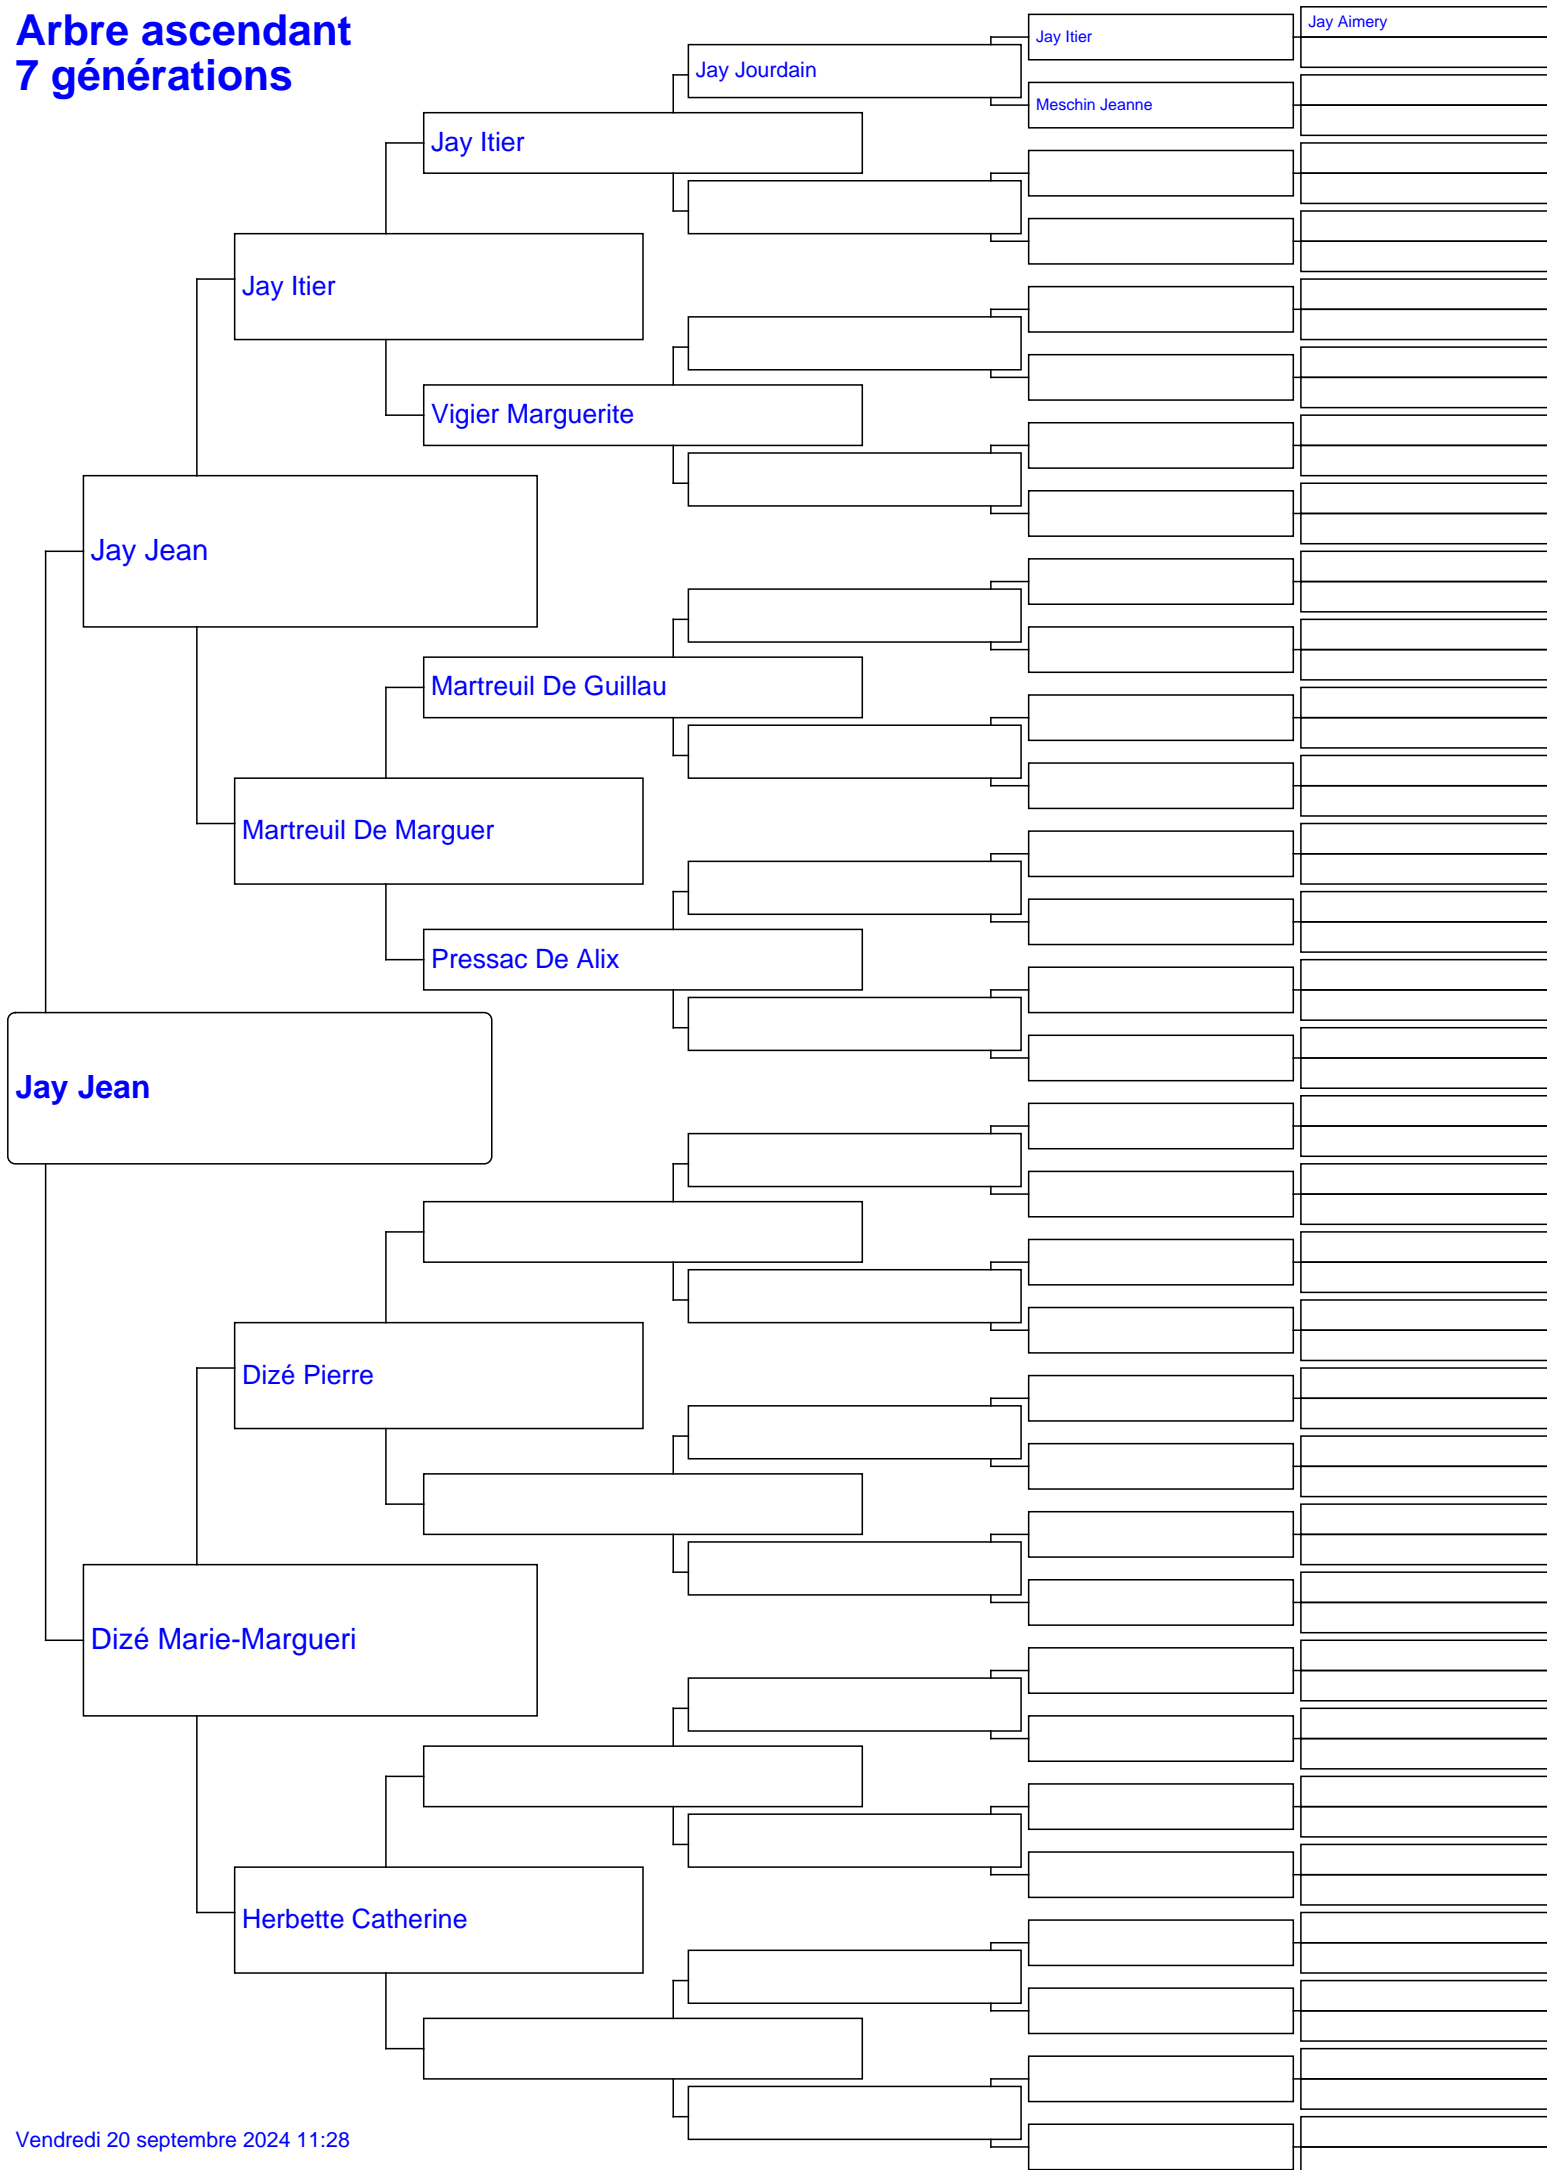 Arbre ascendant
7 générations
Jay Aimery
Jay Itier
Jay Jourdain
Meschin Jeanne
Jay Itier
Jay Itier
Vigier Marguerite
Jay Jean
Martreuil De Guillau
Martreuil De Marguer
Pressac De Alix
Jay Jean
Dizé Pierre
Dizé Marie-Margueri
Herbette Catherine
Vendredi 20 septembre 2024 11:28